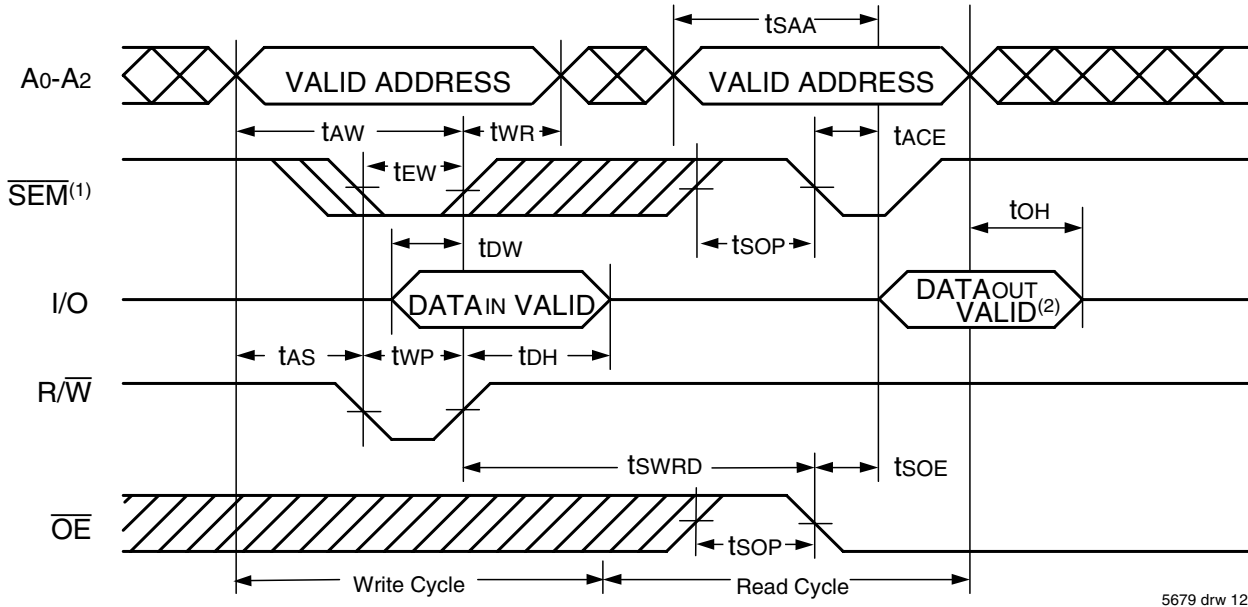 tSAA
A0-A2
VALID ADDRESS
VALID ADDRESS
tAW
tWR
tACE
SEM(1)
tEW
tSOP
tOH
tDW
I/O
DATAIN VALID
DATAOUT
VALID(2)
tAS
tWP
tDH
R/W
tSWRD
tSOE
OE
tSOP
Write Cycle
Read Cycle
5679 drw 12